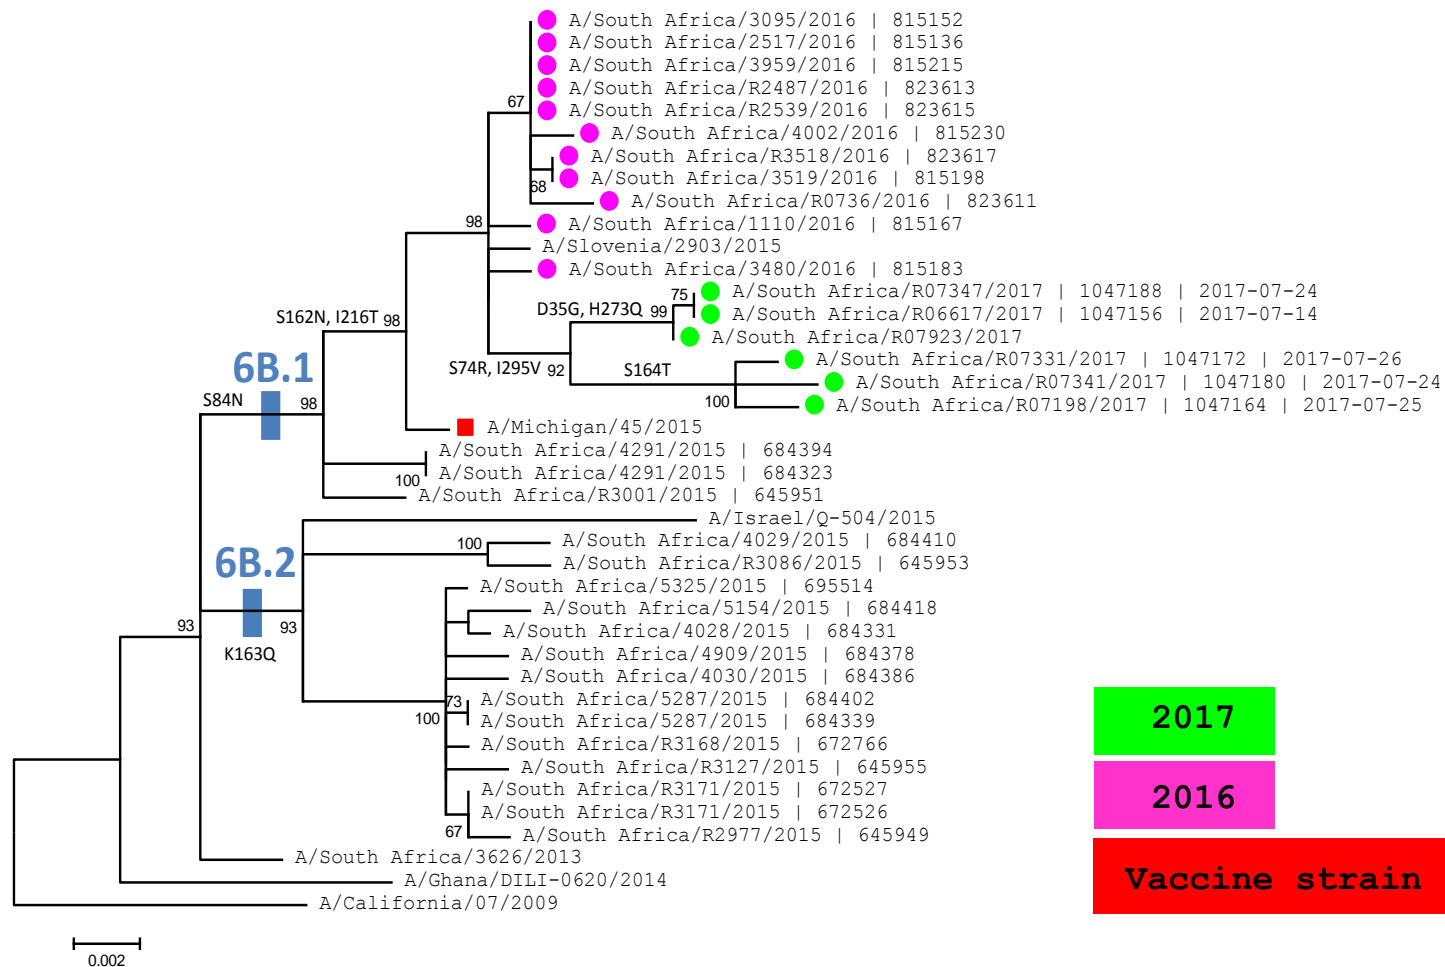 A/South Africa/3095/2016 | 815152
A/South Africa/2517/2016 | 815136
A/South Africa/3959/2016 | 815215
A/South Africa/R2487/2016 | 823613
67
A/South Africa/R2539/2016 | 823615
A/South Africa/4002/2016 | 815230
A/South Africa/R3518/2016 | 823617
A/South Africa/3519/2016 | 815198
68
A/South Africa/R0736/2016 | 823611
98
A/South Africa/1110/2016 | 815167
A/Slovenia/2903/2015
A/South Africa/3480/2016 | 815183
75
A/South Africa/R07347/2017 | 1047188 | 2017-07-24
D35G, H273Q
99
A/South Africa/R06617/2017 | 1047156 | 2017-07-14
S162N, I216T
98
A/South Africa/R07923/2017
A/South Africa/R07331/2017 | 1047172 | 2017-07-26
6B.1
S74R, I295V
92
S164T
A/South Africa/R07341/2017 | 1047180 | 2017-07-24
S84N
98
100
A/South Africa/R07198/2017 | 1047164 | 2017-07-25
A/Michigan/45/2015
A/South Africa/4291/2015 | 684394
A/South Africa/4291/2015 | 684323
100
A/South Africa/R3001/2015 | 645951
A/Israel/Q-504/2015
100
A/South Africa/4029/2015 | 684410
6B.2
A/South Africa/R3086/2015 | 645953
A/South Africa/5325/2015 | 695514
A/South Africa/5154/2015 | 684418
93
93
A/South Africa/4028/2015 | 684331
K163Q
A/South Africa/4909/2015 | 684378
A/South Africa/4030/2015 | 684386
73
A/South Africa/5287/2015 | 684402
100
A/South Africa/5287/2015 | 684339
2017
A/South Africa/R3168/2015 | 672766
A/South Africa/R3127/2015 | 645955
A/South Africa/R3171/2015 | 672527
2016
A/South Africa/R3171/2015 | 672526
67
A/South Africa/R2977/2015 | 645949
A/South Africa/3626/2013
A/Ghana/DILI-0620/2014
Vaccine strain
A/California/07/2009
0.002